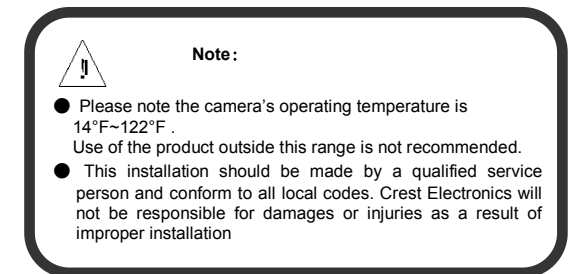 Note:
● Please note the camera's operating temperature is
14°F~122°F .
Use of the product outside this range is not recommended.
● This installation should be made by a qualified service
person and conform to all local codes. Crest Electronics will
not be responsible for damages or injuries as a result of
improper installation